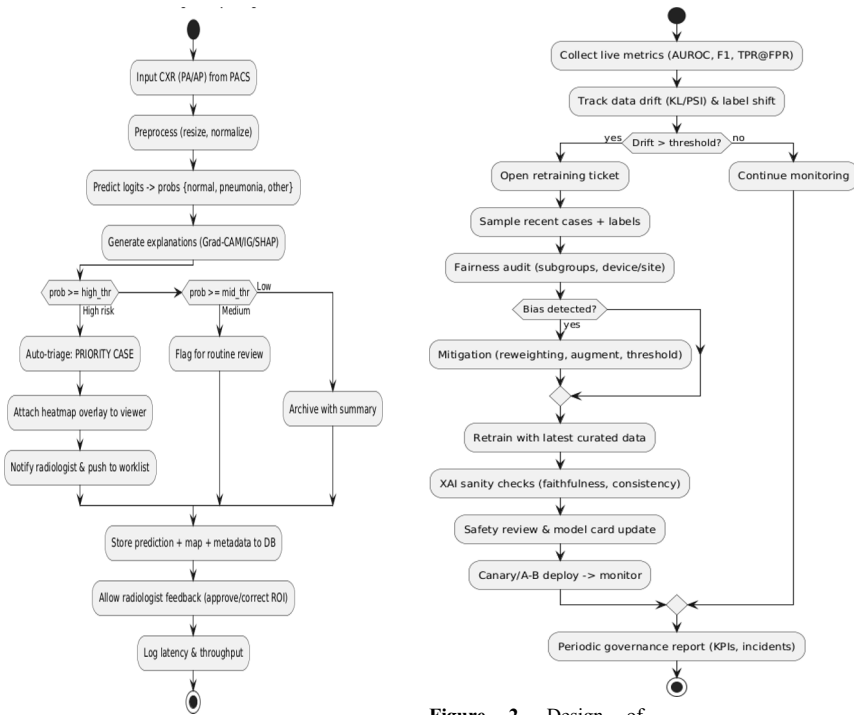 Input CXR (PA/AP) from PACS
Preprocess (resize, normalize)
Predict logits -> probs {normal, pneumonia, other}
Generate explanations (Grad-CAM/IG/SHAP)
prob >= high_thr
prob >= mid_thr
Low
High risk
Medium
Auto-triage: PRIORITY CASE
Flag for routine review
Attach heatmap overlay to viewer
Archive with summary
Notify radiologist & push to worklist
Store prediction + map + metadata to DB
Allow radiologist feedback (approve/correct ROI)
Log latency & throughput
Collect live metrics (AUROC, F1, TPR@FPR)
Track data drift (KL/PSI) & label shift
yes
Drift > threshold?
no
Open retraining ticket
Continue monitoring
Sample recent cases + labels
Fairness audit (subgroups, device/site)
Bias detected?
yes
Mitigation (reweighting, augment, threshold)
Retrain with latest curated data
XAI sanity checks (faithfulness, consistency)
Safety review & model card update
Canary/A-B deploy -> monitor
Periodic governance report (KPIs, incidents)
Figure 2. Design of